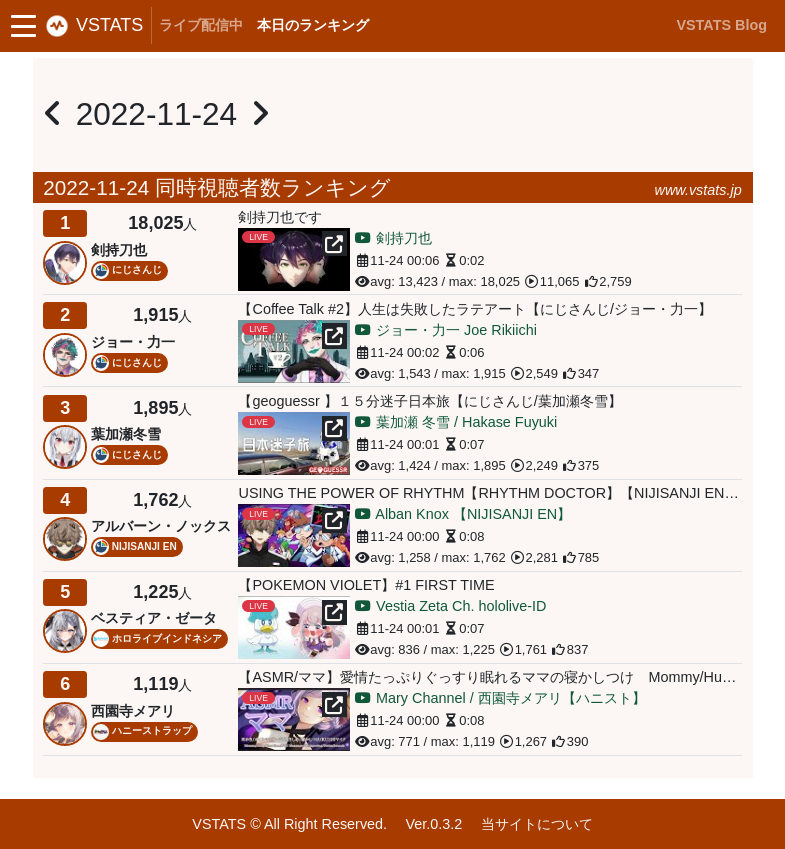 VSTATS ライブ配信中 本日のランキング VSTATS Blog
2022-11-24
2022-11-24 同時視聴者数ランキング www.vstats.jp
1 18,025人
剣持刀也
にじさんじ
剣持刀也です
LIVE
剣持刀也
11-24 00:06 0:02
avg: 13,423 / max: 18,025 11,065 2,759
2 1,915人
ジョー・力一
にじさんじ
【Coffee Talk #2】人生は失敗したラテアート【にじさんじ/ジョー・力一】
LIVE
COFFEE TALK #2
ジョー・力一 Joe Rikiichi
11-24 00:02 0:06
avg: 1,543 / max: 1,915 2,549 347
3 1,895人
葉加瀬冬雪
にじさんじ
【geoguessr 】１５分迷子日本旅【にじさんじ/葉加瀬冬雪】
LIVE
日本迷子旅
GEOGUESSR
葉加瀬 冬雪 / Hakase Fuyuki
11-24 00:01 0:07
avg: 1,424 / max: 1,895 2,249 375
4 1,762人
アルバーン・ノックス
NIJISANJI EN
USING THE POWER OF RHYTHM【RHYTHM DOCTOR】【NIJISANJI EN…
LIVE
Alban Knox 【NIJISANJI EN】
11-24 00:00 0:08
avg: 1,258 / max: 1,762 2,281 785
5 1,225人
ベスティア・ゼータ
ホロライブインドネシア
【POKEMON VIOLET】#1 FIRST TIME
LIVE
Vestia Zeta Ch. hololive-ID
11-24 00:01 0:07
avg: 836 / max: 1,225 1,761 837
6 1,119人
西園寺メアリ
ハニーストラップ
【ASMR/ママ】愛情たっぷりぐっすり眠れるママの寝かしつけ　Mommy/Hu…
LIVE
ASMR
ママ
Mary Channel / 西園寺メアリ【ハニスト】
11-24 00:00 0:08
avg: 771 / max: 1,119 1,267 390
VSTATS © All Right Reserved. Ver.0.3.2 当サイトについて